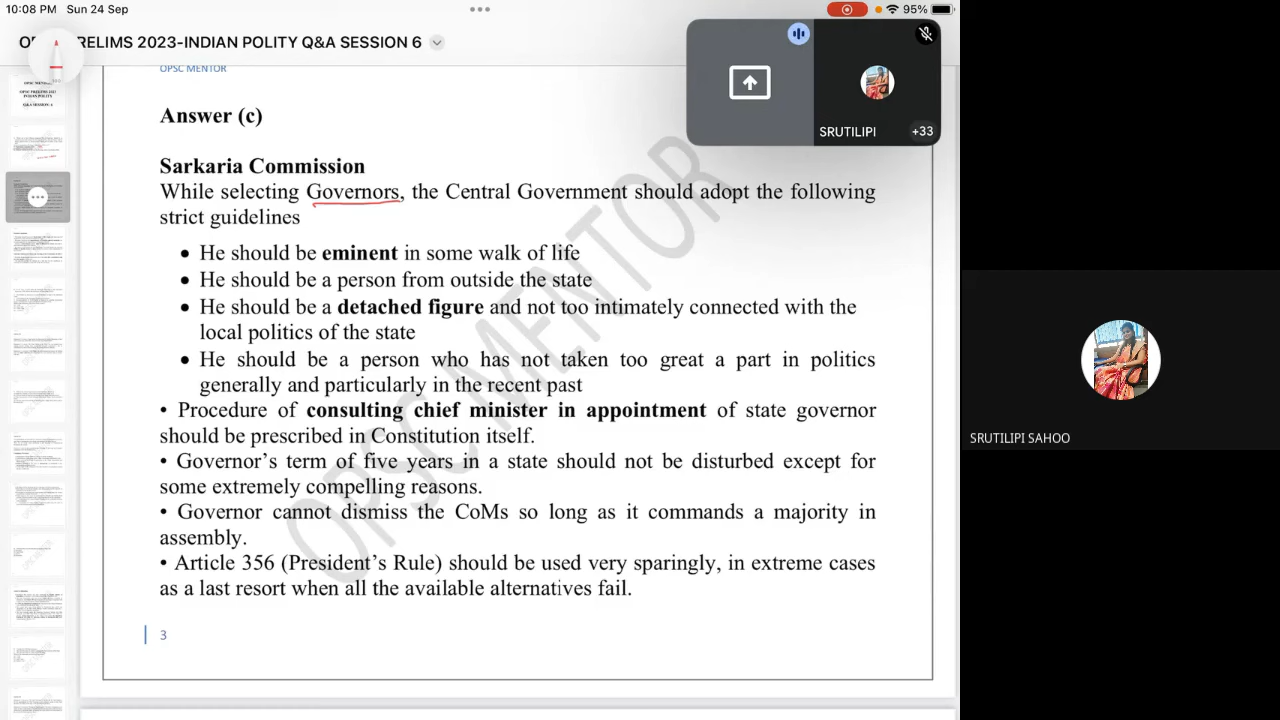 10:08 PM Sun 24 Sep
95%
RELIMS 2023-INDIAN POLITY Q&A SESSION 6
SRUTILIPI
+33
OPSC MENTOR
Answer (c)
Sarkaria Commission
While selecting Governers, the Central Government should adopt the following
strict guidelines
He should be eminent in some walk of life
• He should be a person from outside the state
He should be a detached figure and not too intimately connected with the
local politics of the state
• He should be a person who has not taken too great a part in politics
generally and particularly in the recent past
• Procedure of consulting chief minister in appointment of state governor
should be prescribed in Constitution itself.
• Governor's term of five years in a state should not be disturbed except for
some extremely compelling reasons.
• Governor cannot dismiss the CoMs so long as it commands a majority in
assembly.
• Article 356 (President's Rule) should be used very sparingly, in extreme cases
as a last resort when all the available alternatives fail.
3
OPSC MENTOR
SRUTILIPI SAHOO